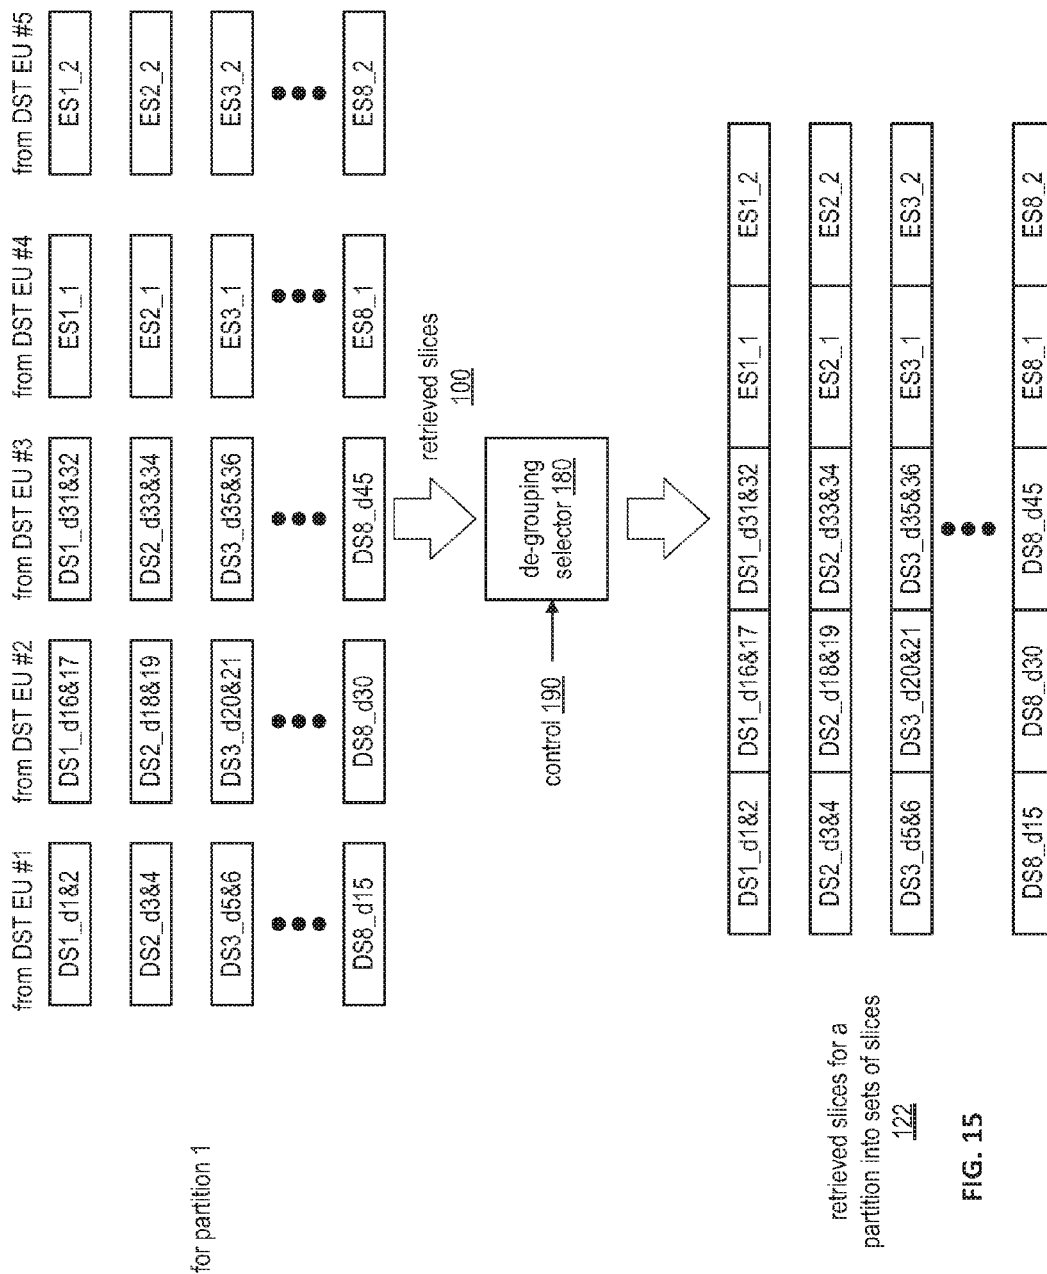 from DST EU #1
from DST EU #2
from DST EU #3
from DST EU #4
from DST EU #5
DS1_d1&2
DS1_d16&17
DS1_d31&32
ES1_1
ES1_2
DS2_d3&4
DS2_d18&19
DS2_d33&34
ES2_1
ES2_2
for partition 1
DS3_d5&6
DS3_d20&21
DS3_d35&36
ES3_1
ES3_2
DS8_d15
DS8_d30
DS8_d45
ES8_1
ES8_2
retrieved slices
100
control 190
de-grouping
selector 180
DS1_d1&2
DS1_d16&17
DS1_d31&32
ES1_1
ES1_2
DS2_d3&4
DS2_d18&19
DS2_d33&34
ES2_1
ES2_2
retrieved slices for a
partition into sets of slices
122
DS3_d5&6
DS3_d20&21
DS3_d35&36
ES3_1
ES3_2
DS8_d15
DS8_d30
DS8_d45
ES8_1
ES8_2
FIG. 15